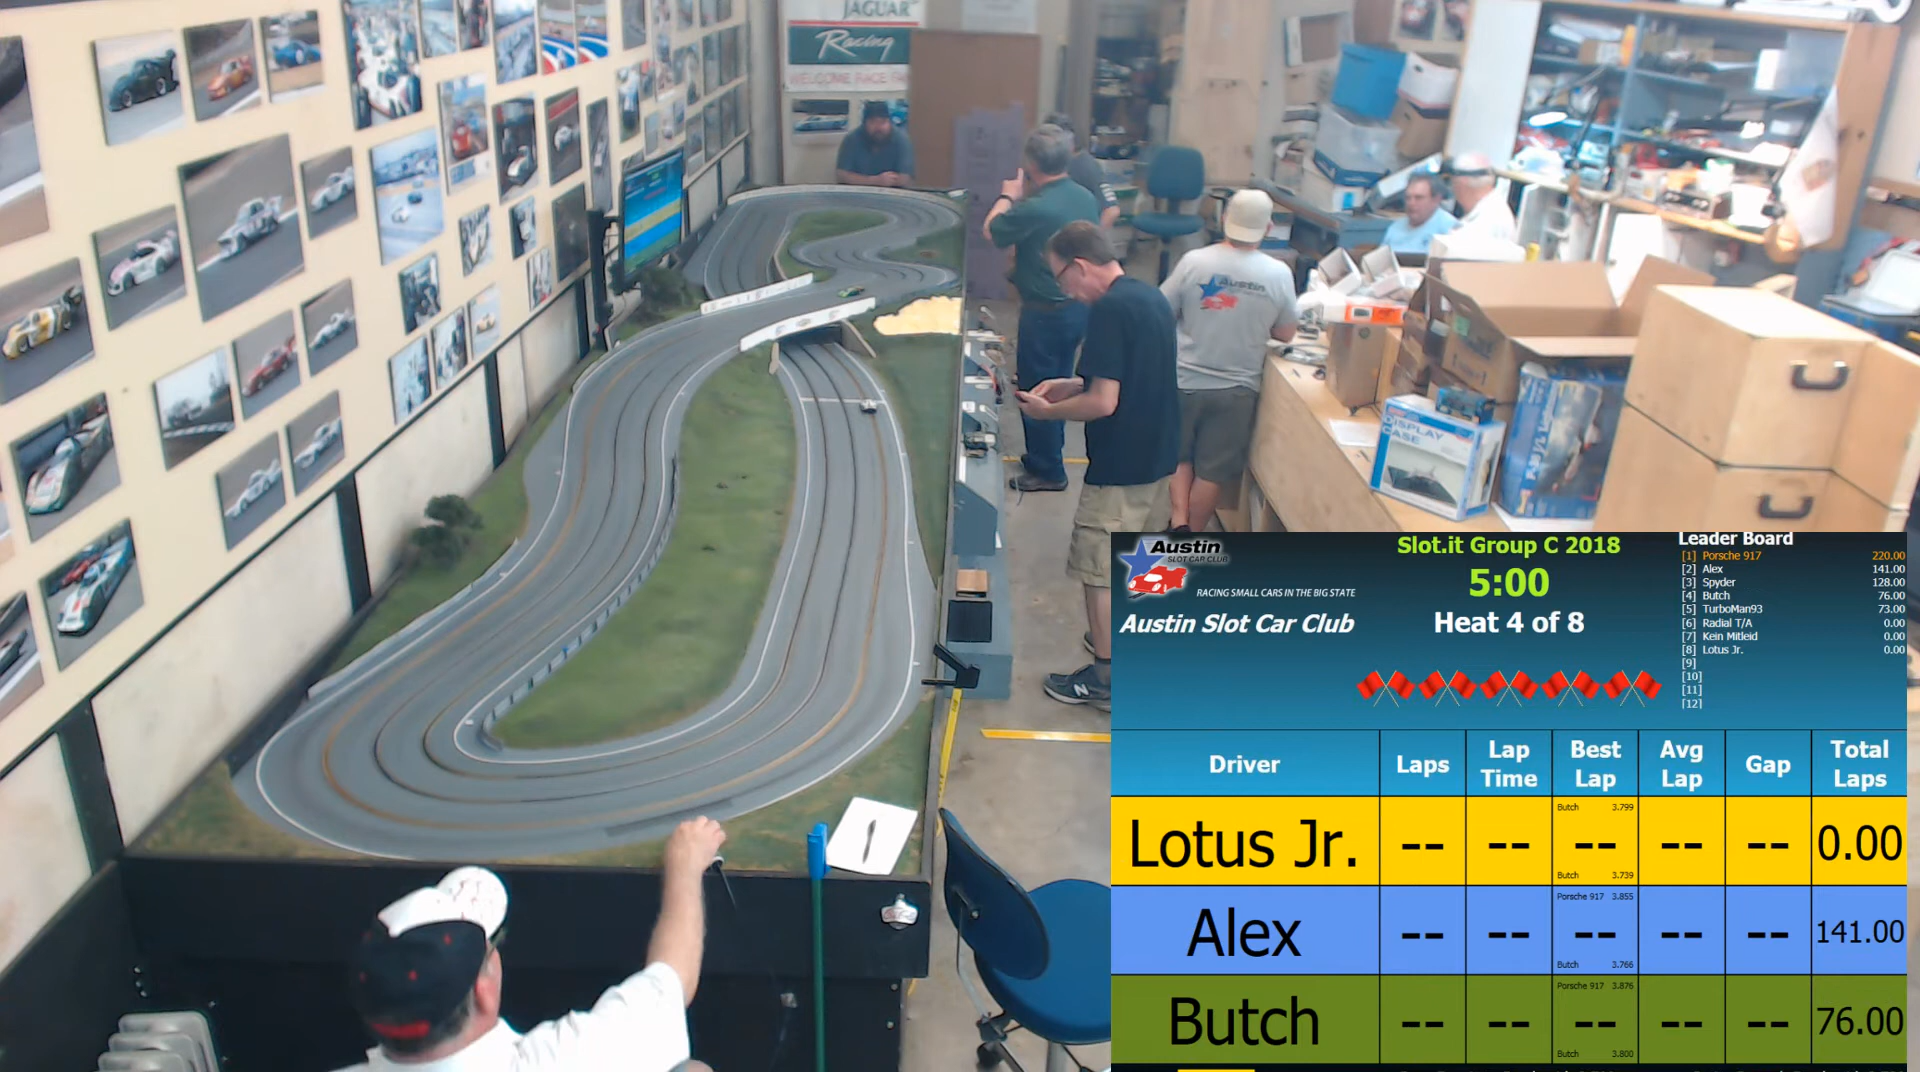 JAGUAR
Racing
WELCOME RACE FA
Austin
DISPLAY
CASE
N
Austin
SLOT CAR CLUB
RACING SMALL CARS IN THE BIG STATE
Austin Slot Car Club
Slot.it Group C 2018
5:00
Heat 4 of 8
Leader Board
[1] Porsche 917 220.00
[2] Alex 141.00
[3] Spyder 128.00
[4] Butch 76.00
[5] TurboMan93 73.00
[6] Radial T/A 0.00
[7] Kein Mitleid 0.00
[8] Lotus Jr. 0.00
[9]
[10]
[11]
[12]
Driver Laps Lap Time Best Lap Avg Lap Gap Total Laps
Butch 3.799
Lotus Jr. -- -- -- -- -- 0.00
Butch 3.739
Porsche 917 3.855
Alex -- -- -- -- -- 141.00
Butch 3.766
Porsche 917 3.876
Butch -- -- -- -- -- 76.00
Butch 3.800